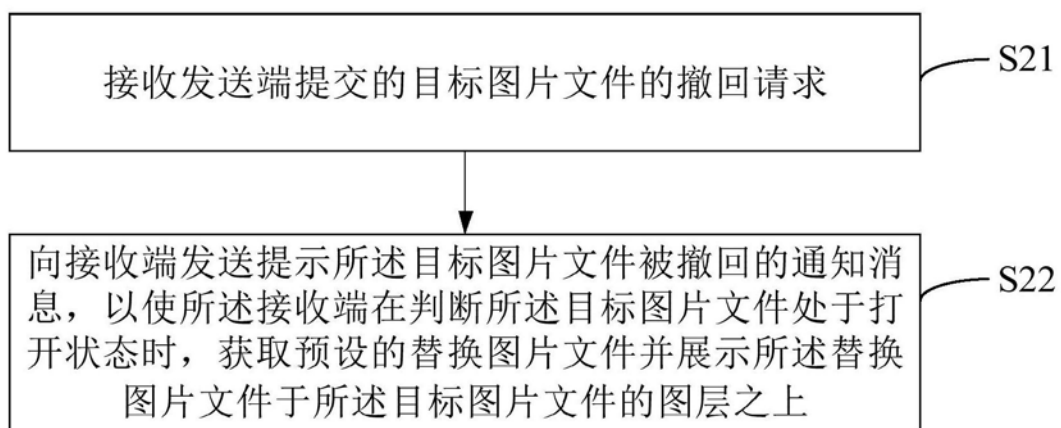 接收发送端提交的目标图片文件的撤回请求
S21
向接收端发送提示所述目标图片文件被撤回的通知消
息，以使所述接收端在判断所述目标图片文件处于打
开状态时，获取预设的替换图片文件并展示所述替换
图片文件于所述目标图片文件的图层之上
S22